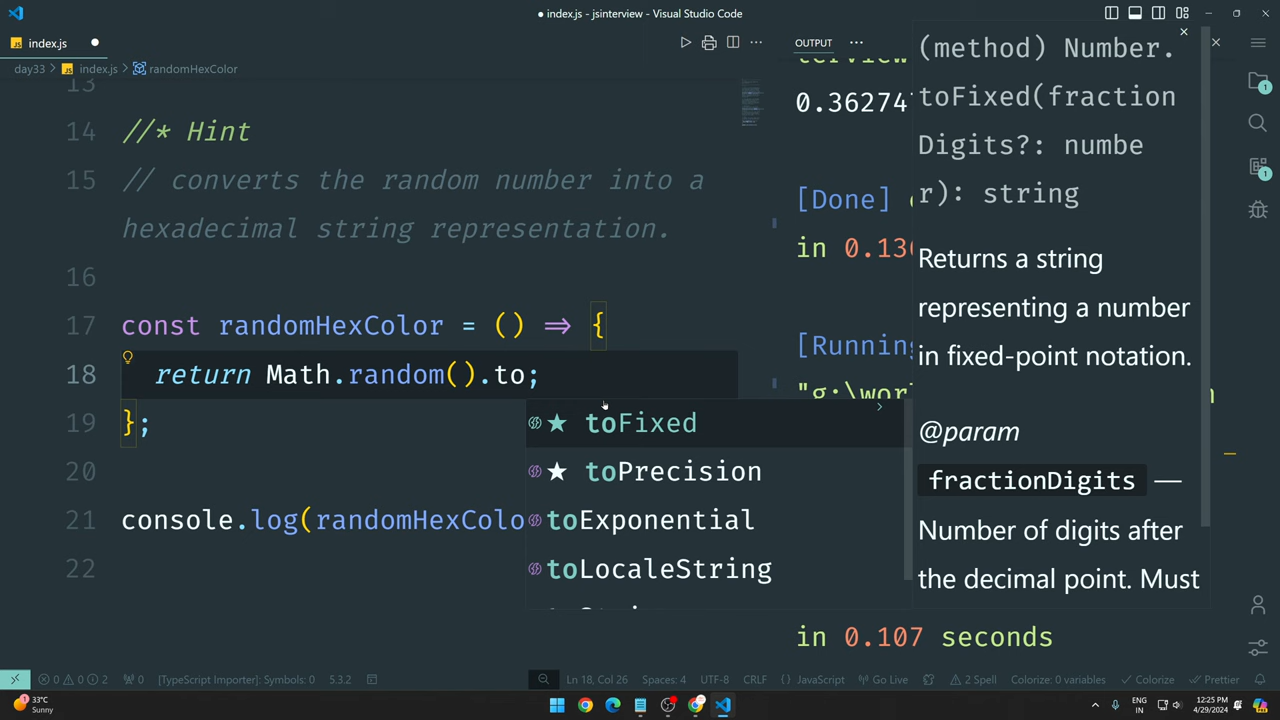 index.js - jsinterview - Visual Studio Code
index.js
day33 > index.js > randomHexColor
13
14 //* Hint
15 // converts the random number into a
hexadecimal string representation.
16
17 const randomHexColor = () => {
18 return Math.random().to;
19 };
20
21 console.log(randomHexColo
22
toFixed
toPrecision
toExponential
toLocaleString
OUTPUT
0.36274
[Done]
in 0.13
[Running
"g:\wor
in 0.107 seconds
(method) Number.
toFixed(fraction
Digits?: numbe
r): string
Returns a string
representing a number
in fixed-point notation.
@param
fractionDigits —
Number of digits after
the decimal point. Must
0 0 2 0 [TypeScript Importer]: Symbols: 0 5.3.2 Ln 18, Col 26 Spaces: 4 UTF-8 CRLF {} JavaScript Go Live 2 Spell Colorize: 0 variables Colorize Prettier
33°C
Sunny
ENG
IN
12:25 PM
4/29/2024